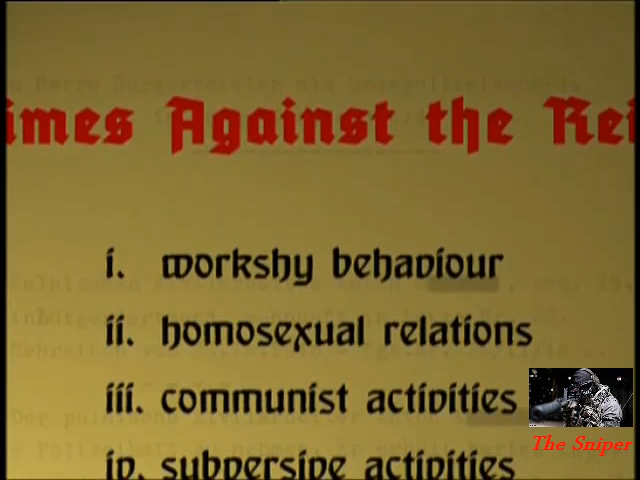 imes Against the Rei
i. workshy behaviour
ii. homosexual relations
iii. communist activities
iv. subversive activities
The Sniper